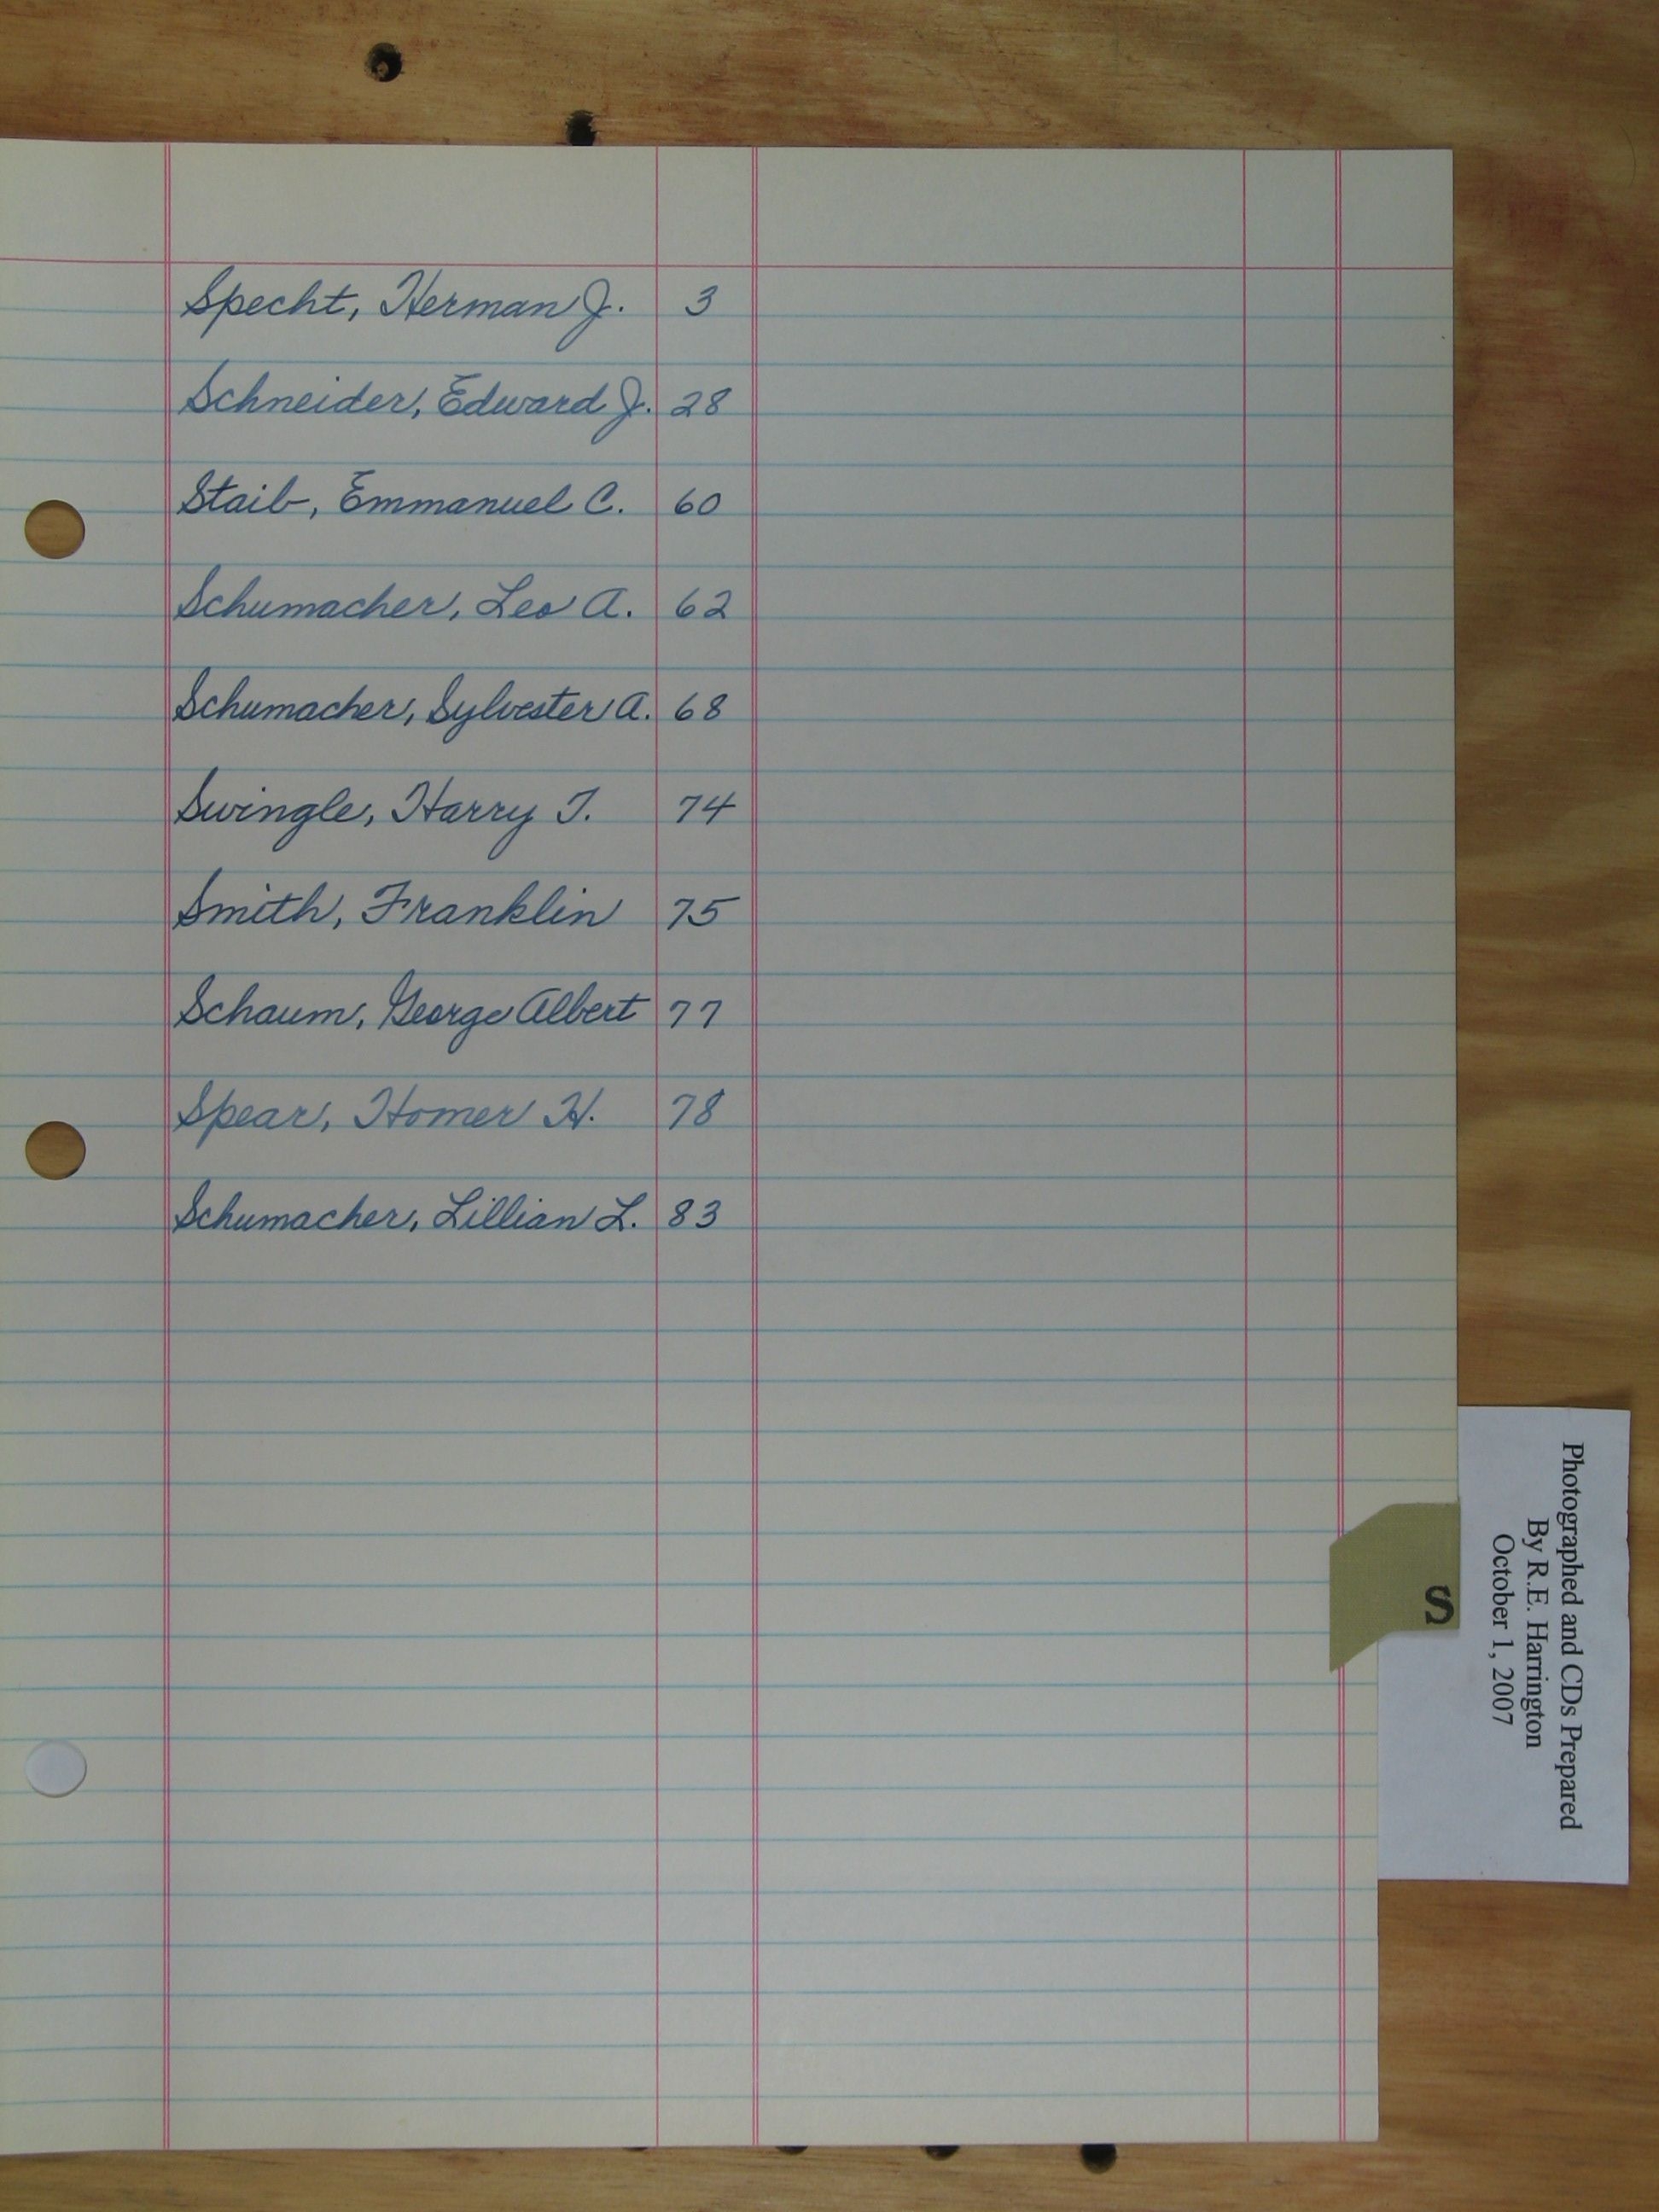 Specht, Herman J. 3
Schneider, Edward J. 28
Staib, Emmanuel C. 60
Schumacher, Leo A. 62
Schumacher, Sylvester A. 68
Swingle, Harry T. 74
Smith, Franklin 75
Schaum, George Albert 77
Spear, Homer H. 78
Schumacher, Lillian L. 83
S
Photographed and CDs Prepared
By R.E. Harrington
October 1, 2007